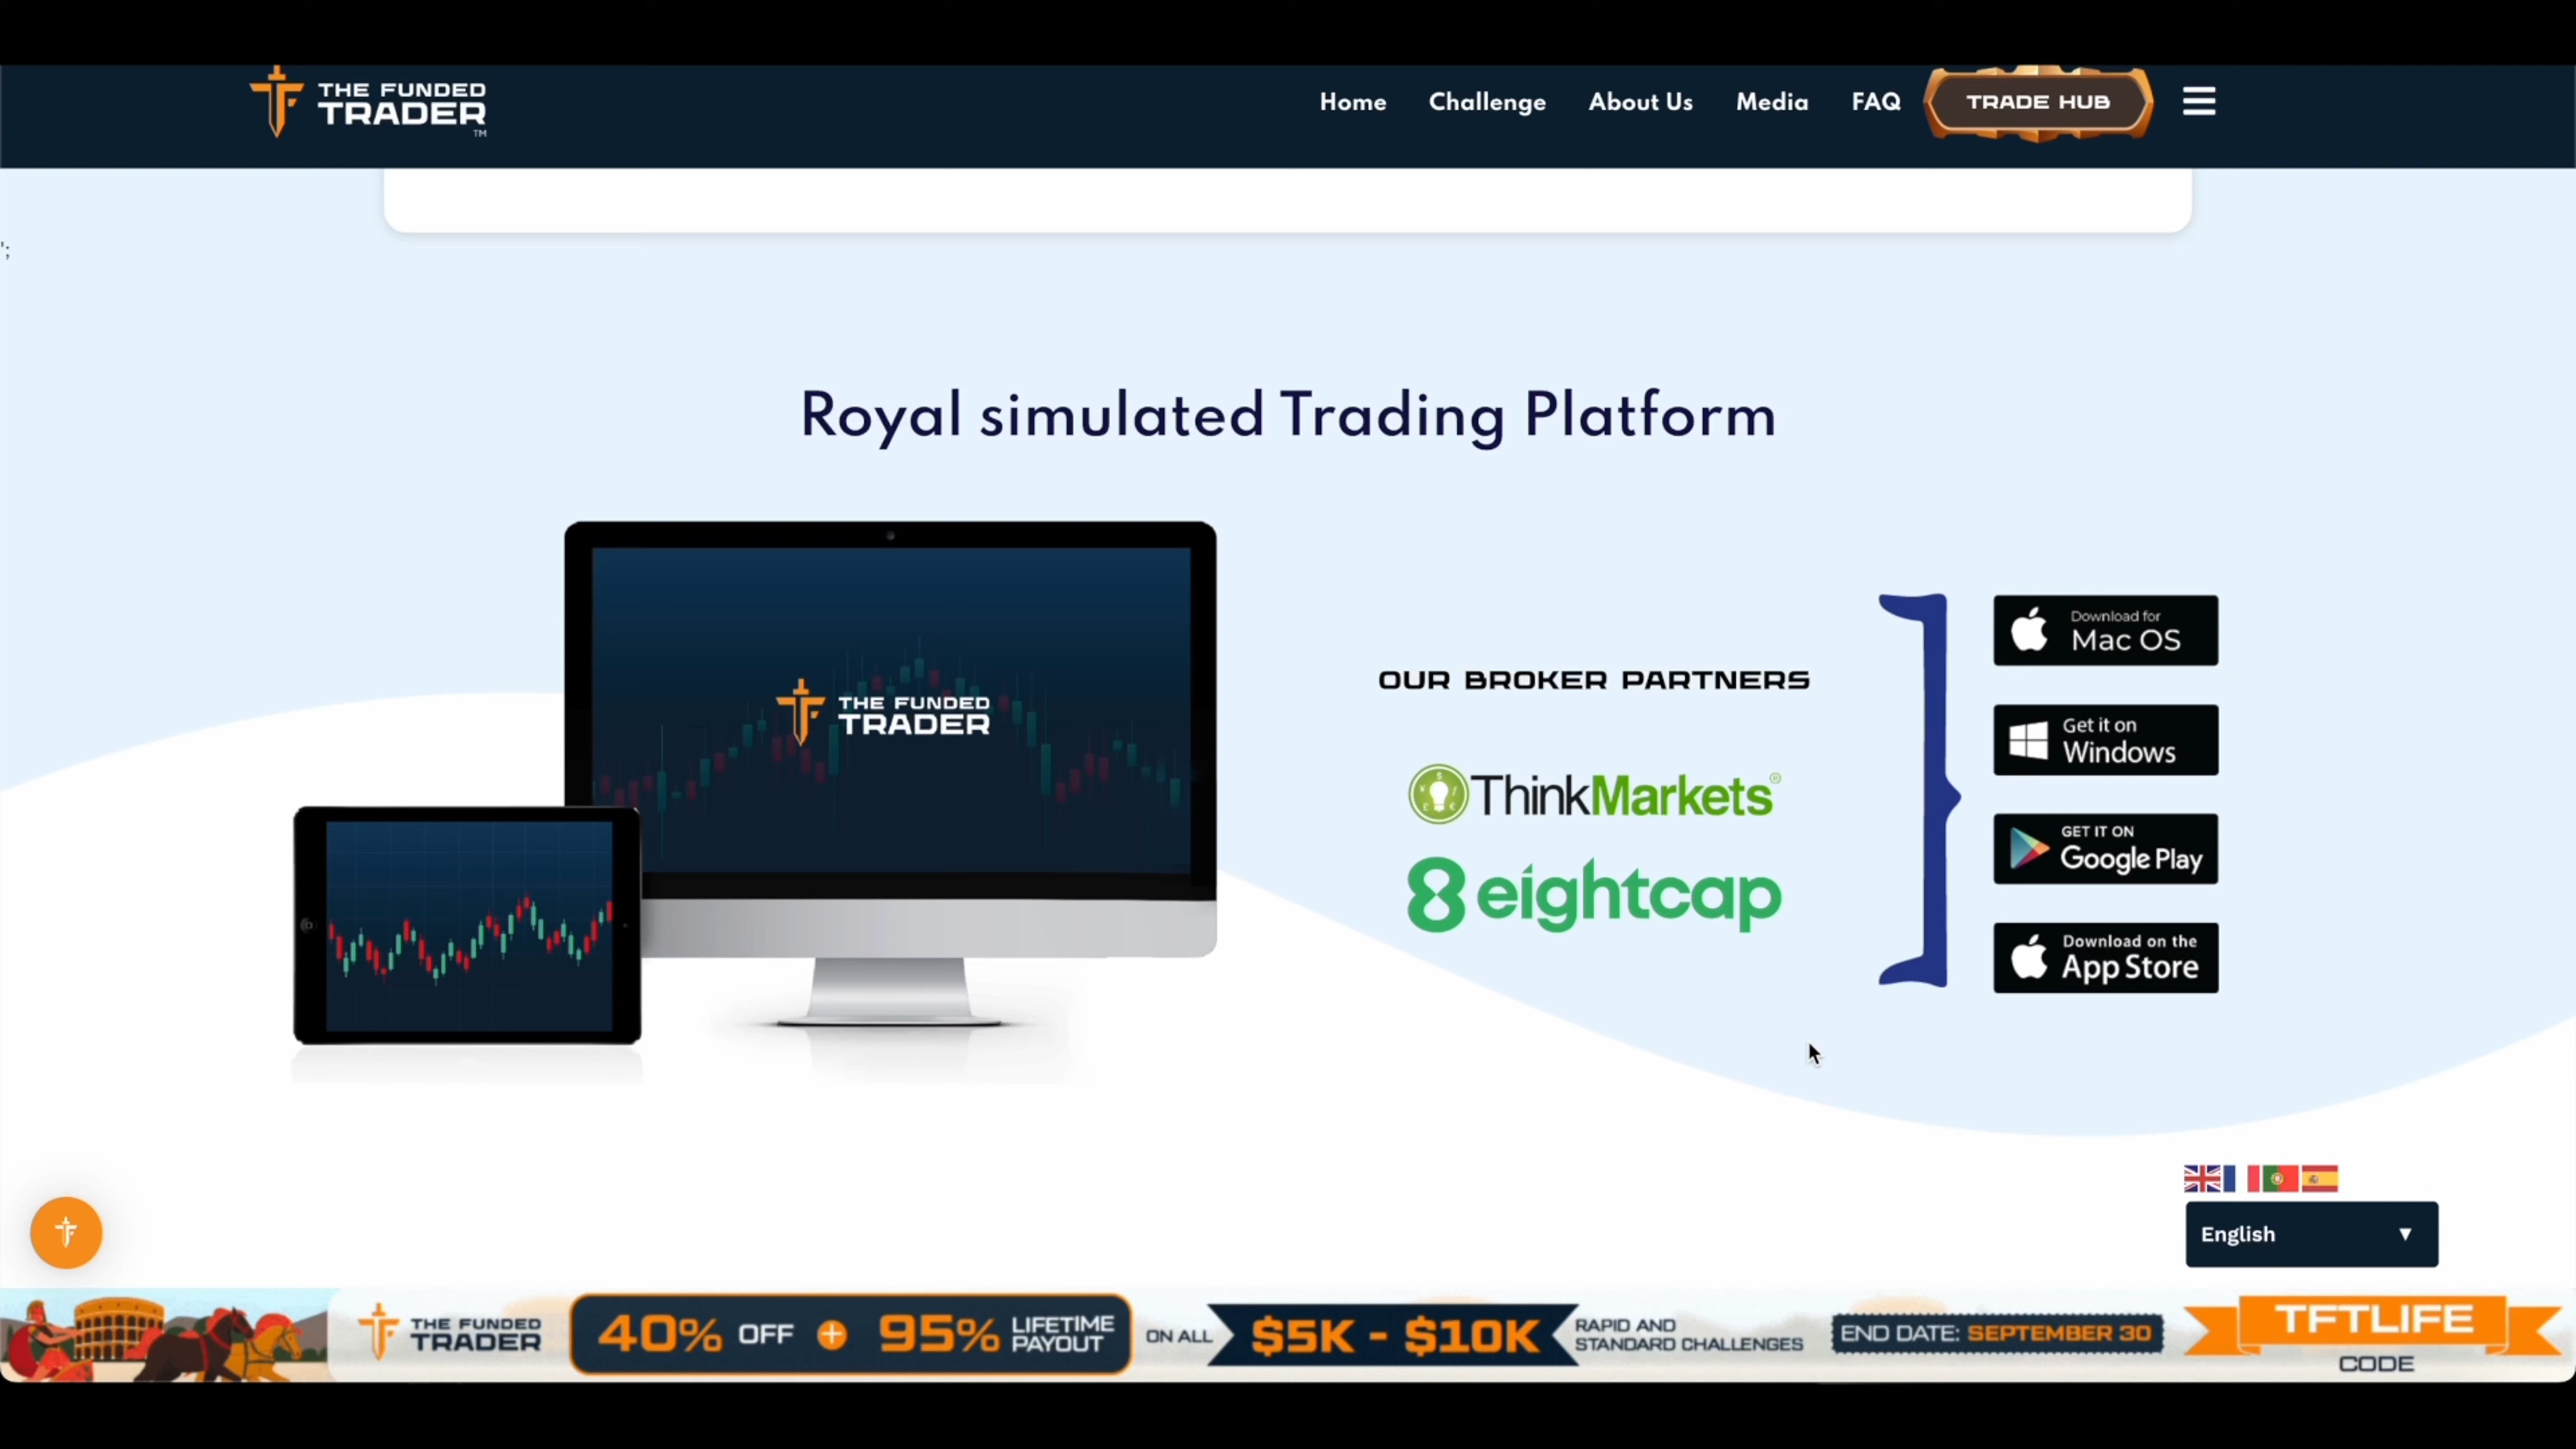 THE FUNDED
TRADER
TM
Home
Challenge
About Us
Media
FAQ
TRADE HUB
';
Royal simulated Trading Platform
THE FUNDED
TRADER
OUR BROKER PARTNERS
ThinkMarkets®
8 eightcap
Download for
Mac OS
Get it on
Windows
GET IT ON
Google Play
Download on the
App Store
English ▼
THE FUNDED
TRADER
40% OFF + 95% LIFETIME
PAYOUT
ON ALL
$5K - $10K
RAPID AND
STANDARD CHALLENGES
END DATE: SEPTEMBER 30
TFTLIFE
CODE